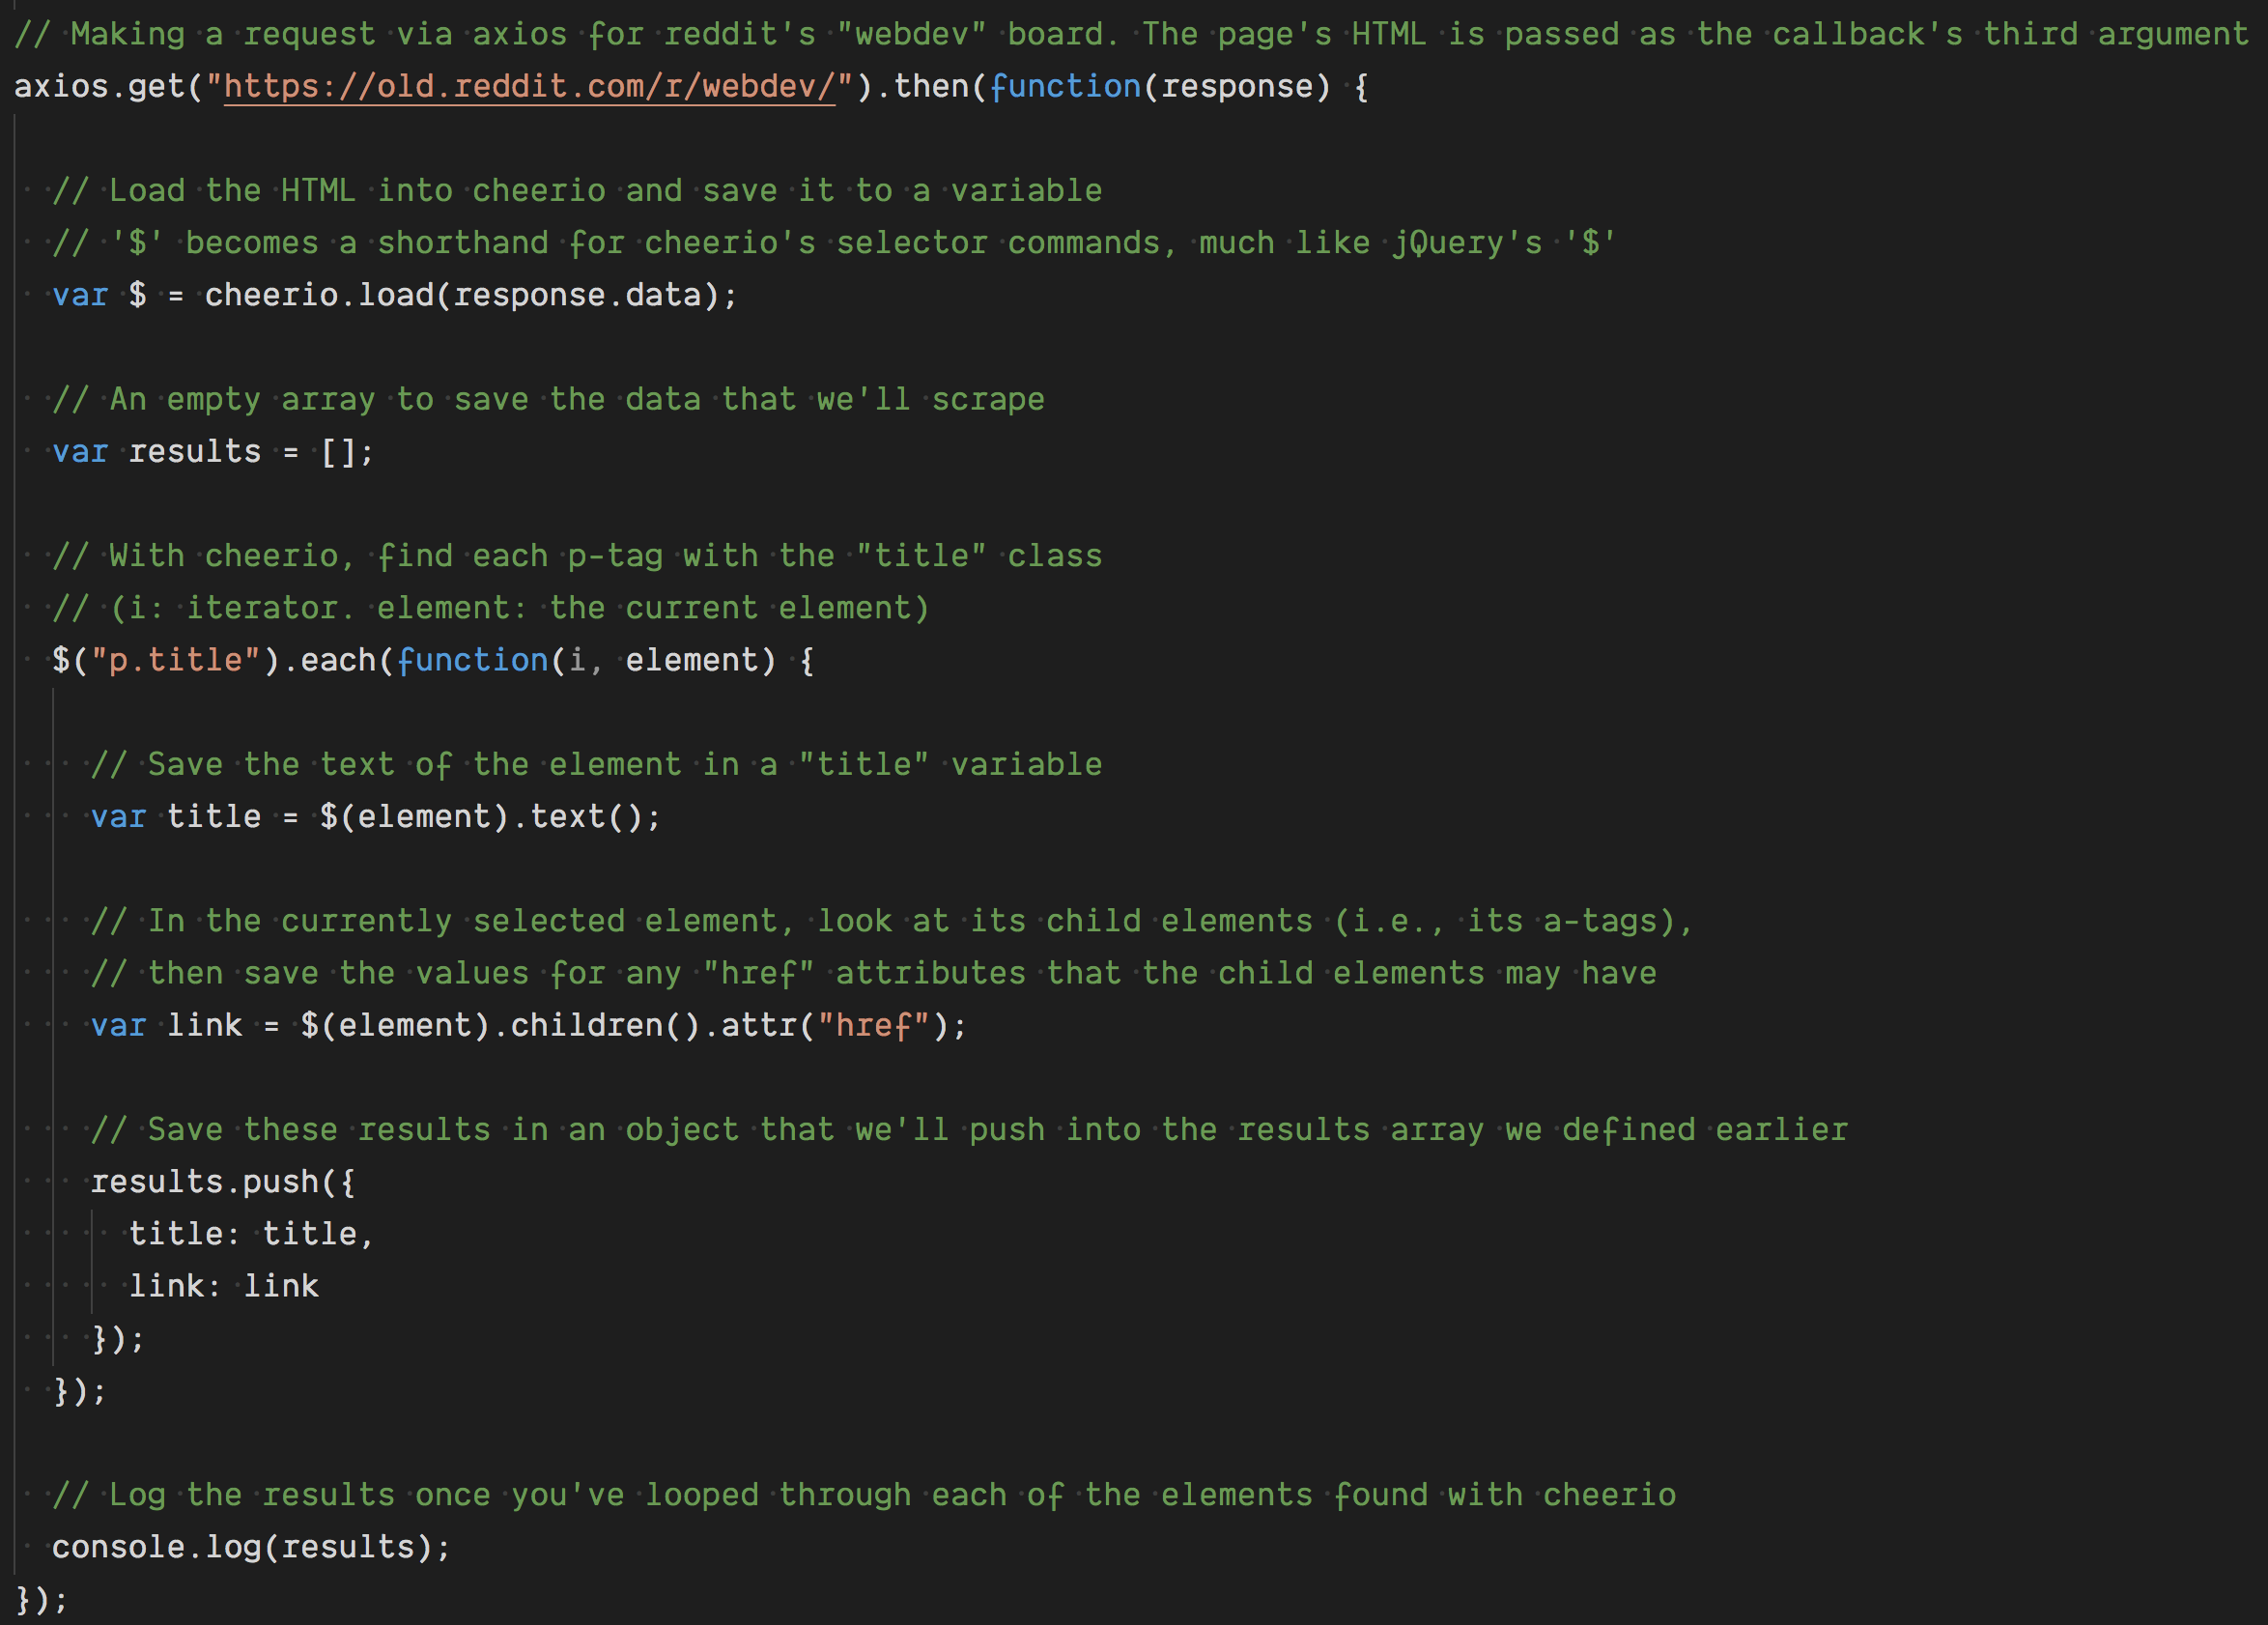 // Making a request via axios for reddit's "webdev" board. The page's HTML is passed as the callback's third argument
axios.get("https://old.reddit.com/r/webdev/").then(function(response) {
// Load the HTML into cheerio and save it to a variable
// '$' becomes a shorthand for cheerio's selector commands, much like jQuery's '$'
var $ = cheerio.load(response.data);
// An empty array to save the data that we'll scrape
var results = [];
// With cheerio, find each p-tag with the "title" class
// (i: iterator. element: the current element)
$("p.title").each(function(i, element) {
// Save the text of the element in a "title" variable
var title = $(element).text();
// In the currently selected element, look at its child elements (i.e., its a-tags),
// then save the values for any "href" attributes that the child elements may have
var link = $(element).children().attr("href");
// Save these results in an object that we'll push into the results array we defined earlier
results.push({
title: title,
link: link
});
});
// Log the results once you've looped through each of the elements found with cheerio
console.log(results);
});